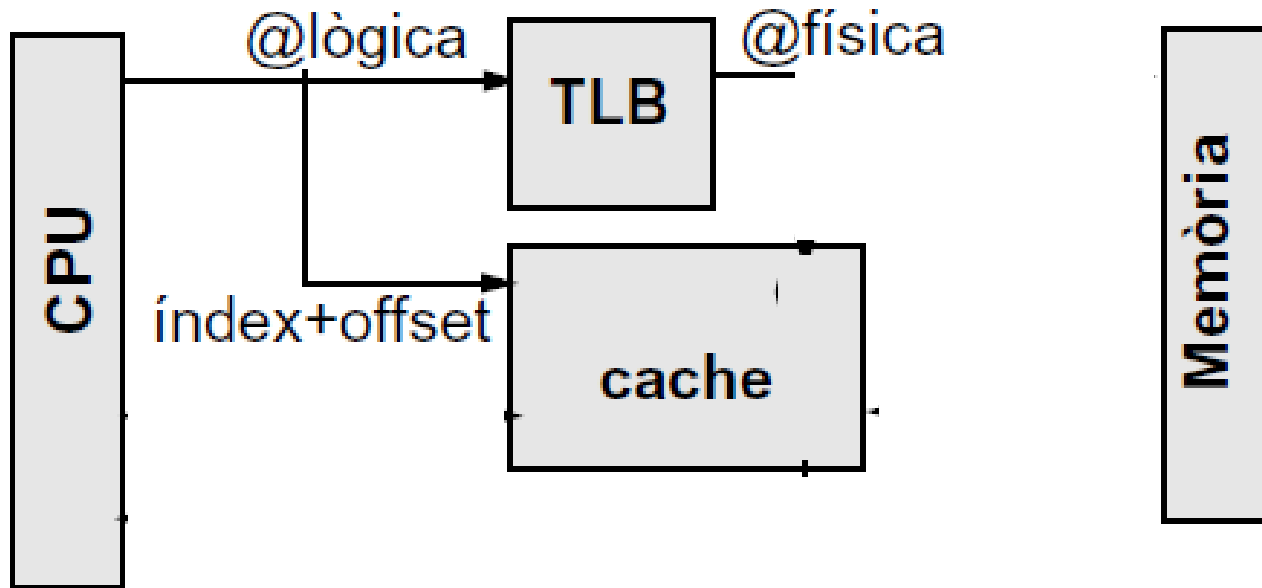 @lògica
@física
TLB
CPU
índex+offset
cache
Memòria